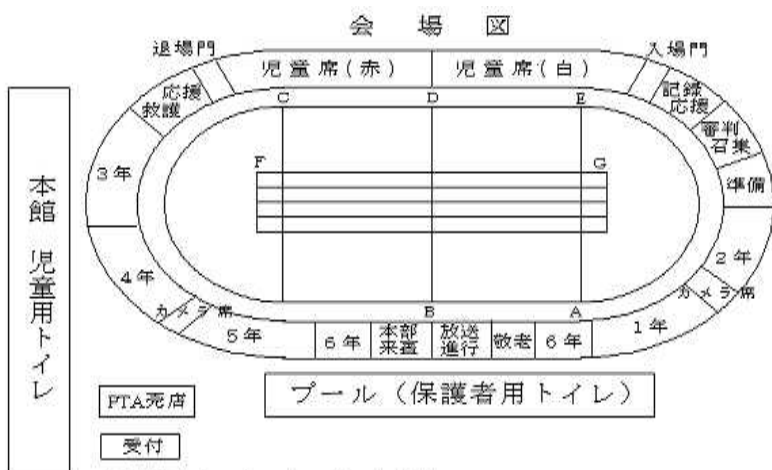 会場図
退場門
入場門
児童席(赤)
児童席(白)
応援
救護
記録
応援
審判
召集
準備
C
D
E
F
G
3年
2年
4年
カメラ席
カメラ席
B
A
5年
6年
本部
来賓
放送
進行
敬老
6年
1年
本館 児童用トイレ
プール(保護者用トイレ)
PTA売店
受付